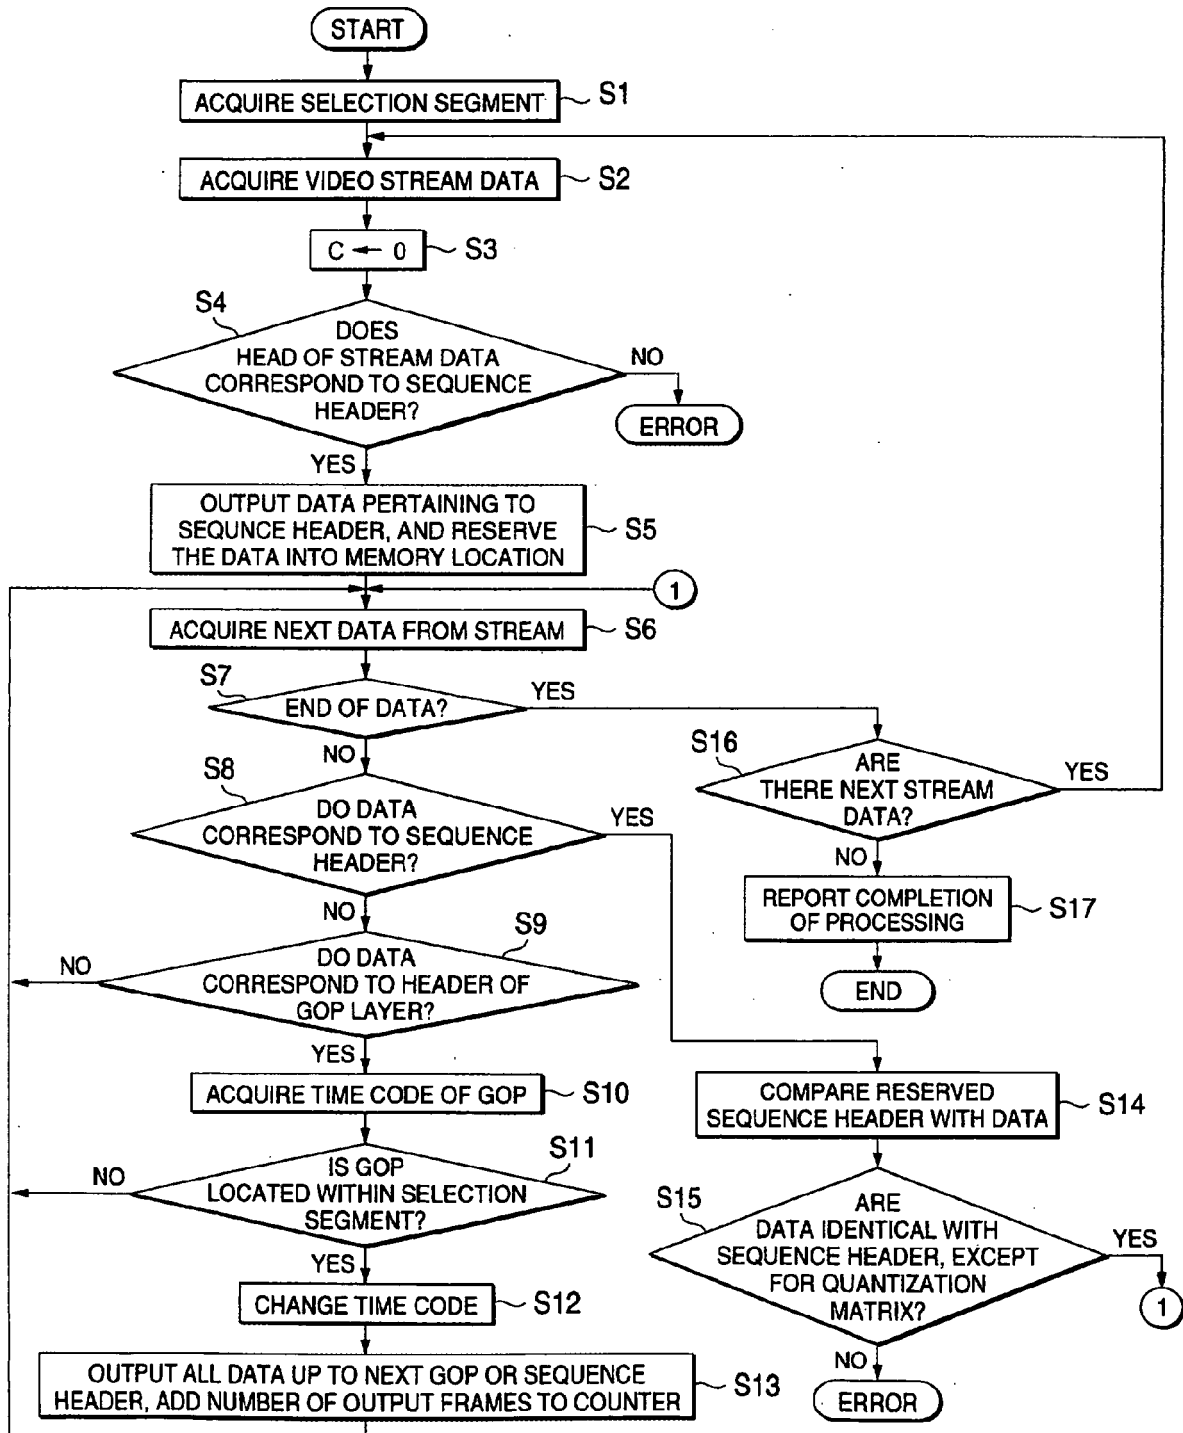 START
ACQUIRE SELECTION SEGMENT
S1
ACQUIRE VIDEO STREAM DATA
S2
C ← 0
S3
S4
DOES
HEAD OF STREAM DATA
CORRESPOND TO SEQUENCE
HEADER?
NO
ERROR
YES
OUTPUT DATA PERTAINING TO
SEQUNCE HEADER, AND RESERVE
THE DATA INTO MEMORY LOCATION
S5
1
ACQUIRE NEXT DATA FROM STREAM
S6
S7
END OF DATA?
YES
NO
S16
ARE
THERE NEXT STREAM
DATA?
YES
NO
REPORT COMPLETION
OF PROCESSING
S17
END
S8
DO DATA
CORRESPOND TO SEQUENCE
HEADER?
YES
NO
S9
DO DATA
CORRESPOND TO HEADER OF
GOP LAYER?
NO
YES
ACQUIRE TIME CODE OF GOP
S10
S11
IS GOP
LOCATED WITHIN SELECTION
SEGMENT?
NO
YES
CHANGE TIME CODE
S12
OUTPUT ALL DATA UP TO NEXT GOP OR SEQUENCE
HEADER, ADD NUMBER OF OUTPUT FRAMES TO COUNTER
S13
COMPARE RESERVED
SEQUENCE HEADER WITH DATA
S14
S15
ARE
DATA IDENTICAL WITH
SEQUENCE HEADER, EXCEPT
FOR QUANTIZATION
MATRIX?
YES
1
NO
ERROR